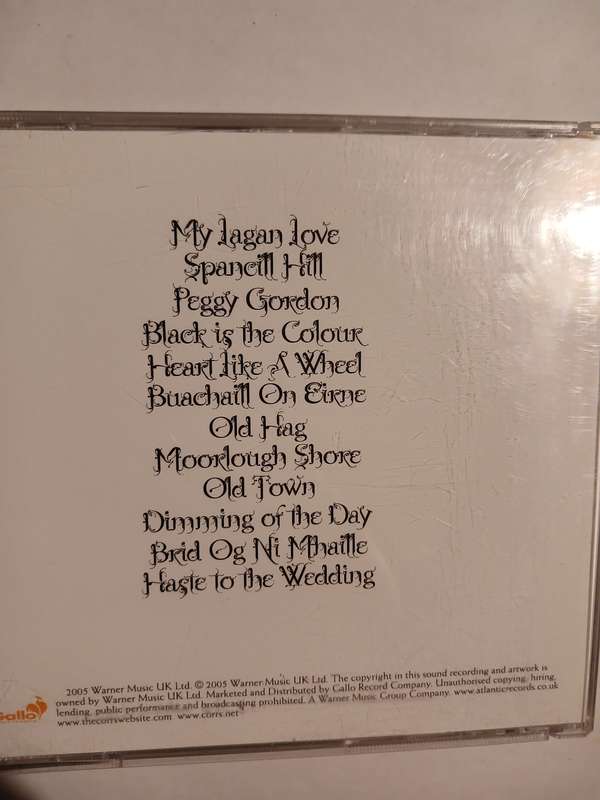 My Lagan Love
Spancill Hill
Peggy Gordon
Black is the Colour
Heart Like A Wheel
Buachaill On Eirne
Old Hag
Moorlough Shore
Old Town
Dimming of the Day
Brid Og Ni Mhaille
Haste to the Wedding
2005 Warner Music UK Ltd. © 2005 Warner Music UK Ltd. The copyright in this sound recording and artwork is
owned by Warner Music UK Ltd. Marketed and Distributed by Gallo Record Company. Unauthorised copying, hiring,
lending, public performance and broadcasting prohibited. A Warner Music Group Company. www.atlanticrecords.co.uk
www.thecorrswebsite.com www.corrs.net
Gallo